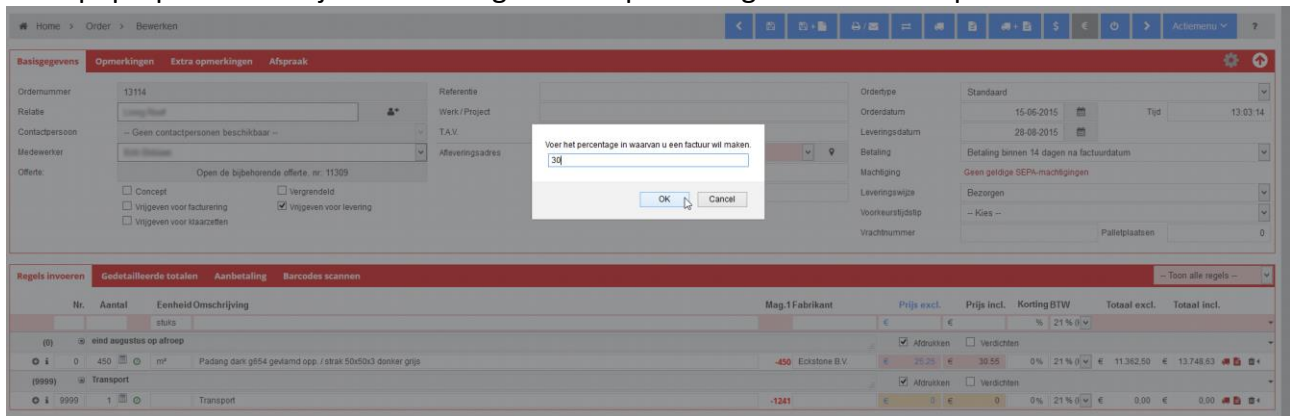 Home > Order > Bewerken
Actiemenu ?
Basisgegevens Opmerkingen Extra opmerkingen Afspraak
Ordernummer 13114 Referentie Ordertype Standaard
Relatie Werk / Project Orderdatum 15-06-2015 Tijd 13:03:14
Contactpersoon -- Geen contactpersonen beschikbaar -- T.A.V. Leveringsdatum 28-08-2015
Medewerker Afleveringsadres Betaling Betaling binnen 14 dagen na factuurdatum
Offerte: Open de bijbehorende offerte, nr: 11309 Machtiging Geen geldige SEPA-machtigingen
Concept Vergrendeld Leveringswijze Bezorgen
Vrijgeven voor facturering Vrijgeven voor levering Voorkeurstijdstip -- Kies --
Vrijgeven voor klaarzetten Vrachtnummer Palletplaatsen 0
Voer het percentage in waarvan u een factuur wil maken.
30
OK Cancel
Regels invoeren Gedetailleerde totalen Aanbetaling Barcodes scannen -- Toon alle regels --
Nr. Aantal Eenheid Omschrijving Mag.1 Fabrikant Prijs excl. Prijs incl. Korting BTW Totaal excl. Totaal incl.
stuks € € % 21 % (
(0) eind augustus op afroep Afdrukken Verdichten
0 450 m² Padang dark g654 gevlamd opp. / strak 50x50x3 donker grijs -450 Eckstone B.V. € 25.25 € 30.55 0% 21 % ( € 11.362,50 € 13.748,63
(9999) Transport Afdrukken Verdichten
9999 1 Transport -1241 € 0 € 0 0% 21 % ( € 0,00 € 0,00